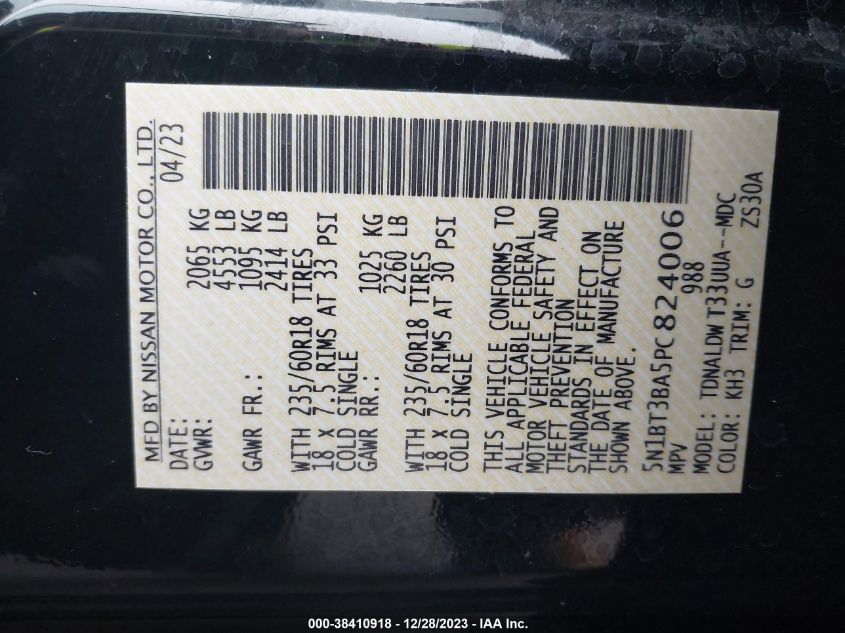 MFD BY NISSAN MOTOR CO., LTD.
DATE: 04/23
GVWR: 2065 KG
4553 LB
GAWR FR.: 1095 KG
2414 LB
WITH 235/60R18 TIRES
18 x 7.5 RIMS AT 33 PSI
COLD SINGLE
GAWR RR.: 1025 KG
2260 LB
WITH 235/60R18 TIRES
18 x 7.5 RIMS AT 30 PSI
COLD SINGLE
THIS VEHICLE CONFORMS TO
ALL APPLICABLE FEDERAL
MOTOR VEHICLE SAFETY AND
THEFT PREVENTION
STANDARDS IN EFFECT ON
THE DATE OF MANUFACTURE
SHOWN ABOVE.
5N1BT3BA5PC824006
MPV 988
MODEL: TDNALDW T33UUA---MDC
COLOR: KH3 TRIM: G ZS30A
000-38410918 - 12/28/2023 - IAA Inc.